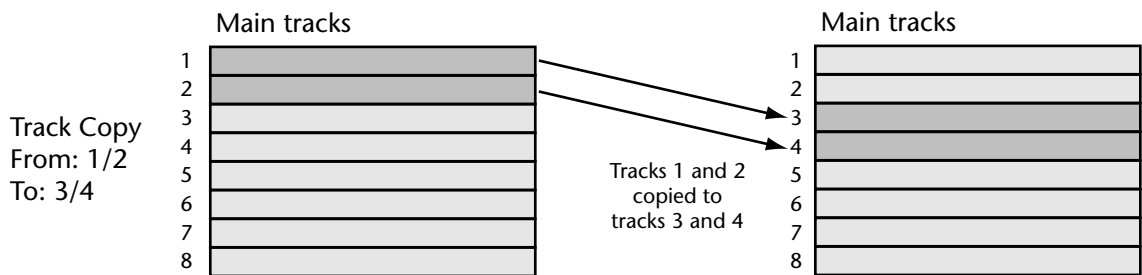 Main tracks
1
2
3
4
5
6
7
8
Track Copy
From: 1/2
To: 3/4
Tracks 1 and 2
copied to
tracks 3 and 4
Main tracks
1
2
3
4
5
6
7
8